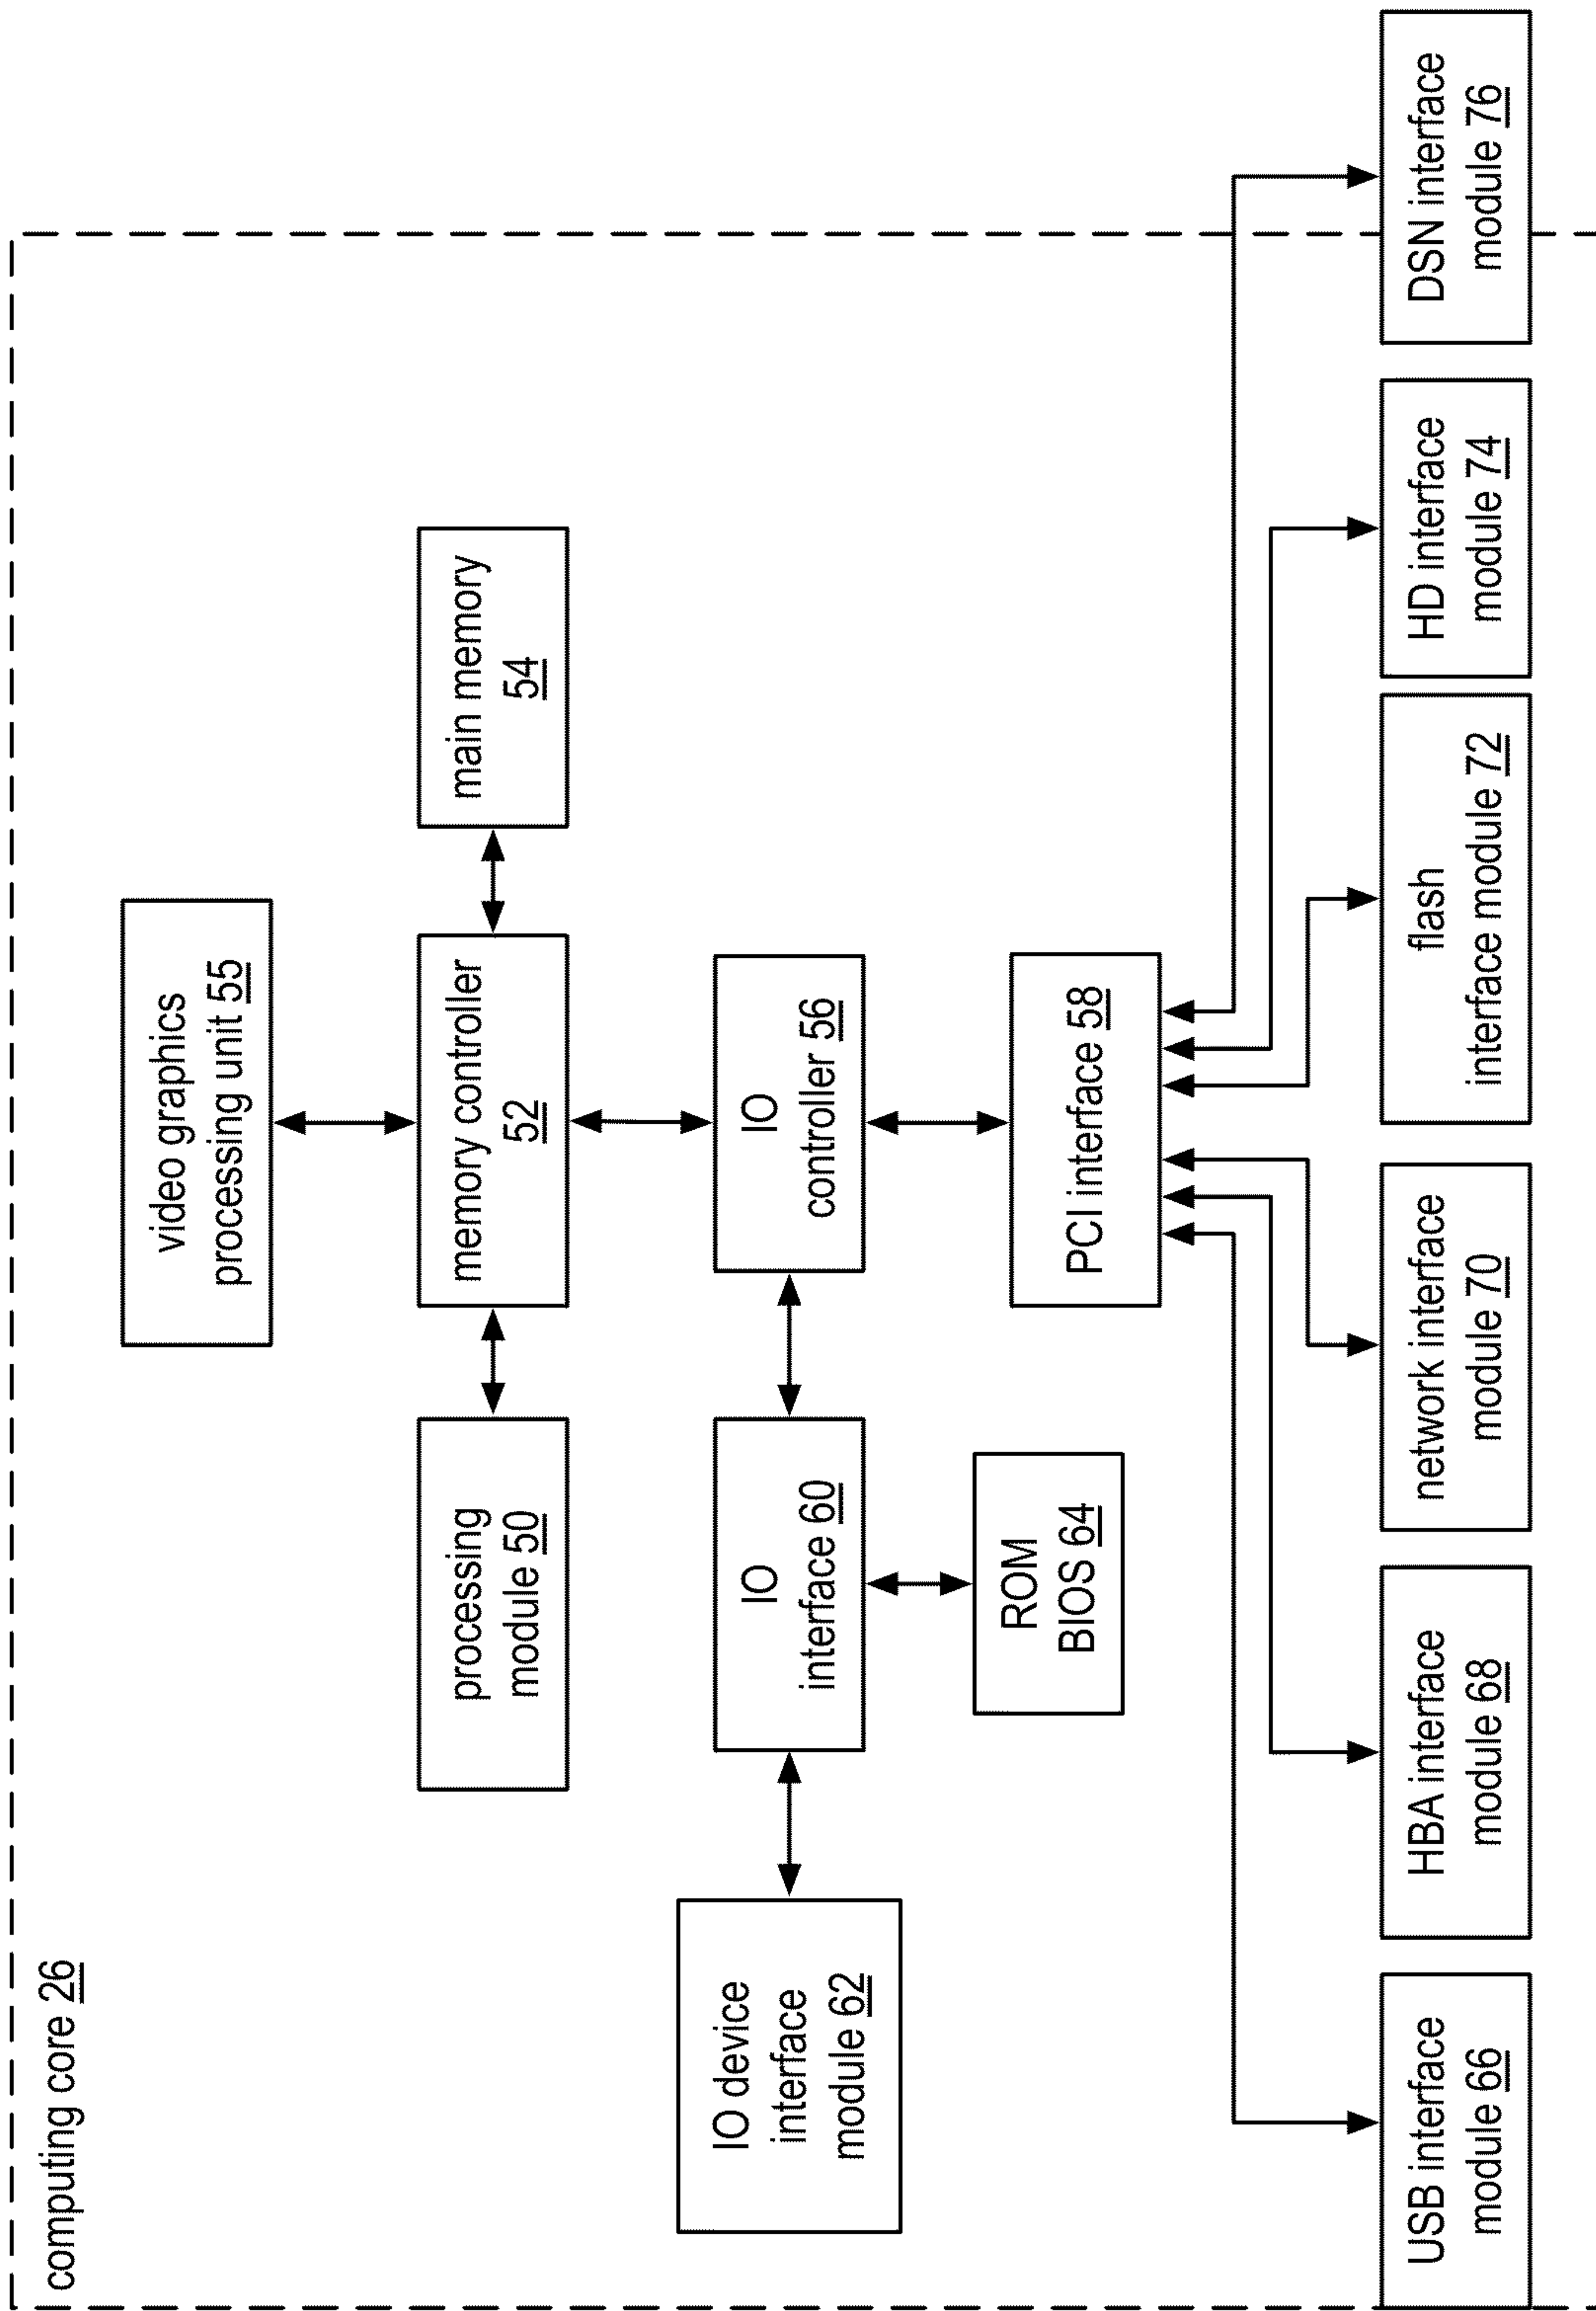 computing core 26
video graphics
processing unit 55
processing
module 50
memory controller
52
main memory
54
IO device
interface
module 62
IO
interface 60
IO
controller 56
ROM
BIOS 64
PCI interface 58
USB interface
module 66
HBA interface
module 68
network interface
module 70
flash
interface module 72
HD interface
module 74
DSN interface
module 76